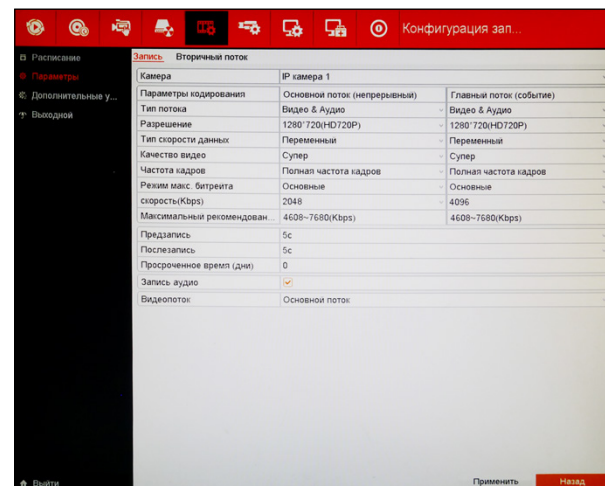 Конфигурация зап...
Расписание
Параметры
Дополнительные у...
Выходной
Запись Вторичный поток
Камера IP камера 1
Параметры кодирования Основной поток (непрерывный) Главный поток (событие)
Тип потока Видео & Аудио Видео & Аудио
Разрешение 1280*720(HD720P) 1280*720(HD720P)
Тип скорости данных Переменный Переменный
Качество видео Супер Супер
Частота кадров Полная частота кадров Полная частота кадров
Режим макс. битрейта Основные Основные
скорость(Kbps) 2048 4096
Максимальный рекомендован... 4608~7680(Kbps) 4608~7680(Kbps)
Предзапись 5с
Послезапись 5с
Просроченное время (дни) 0
Запись аудио
Видеопоток Основной поток
Выйти Применить Назад